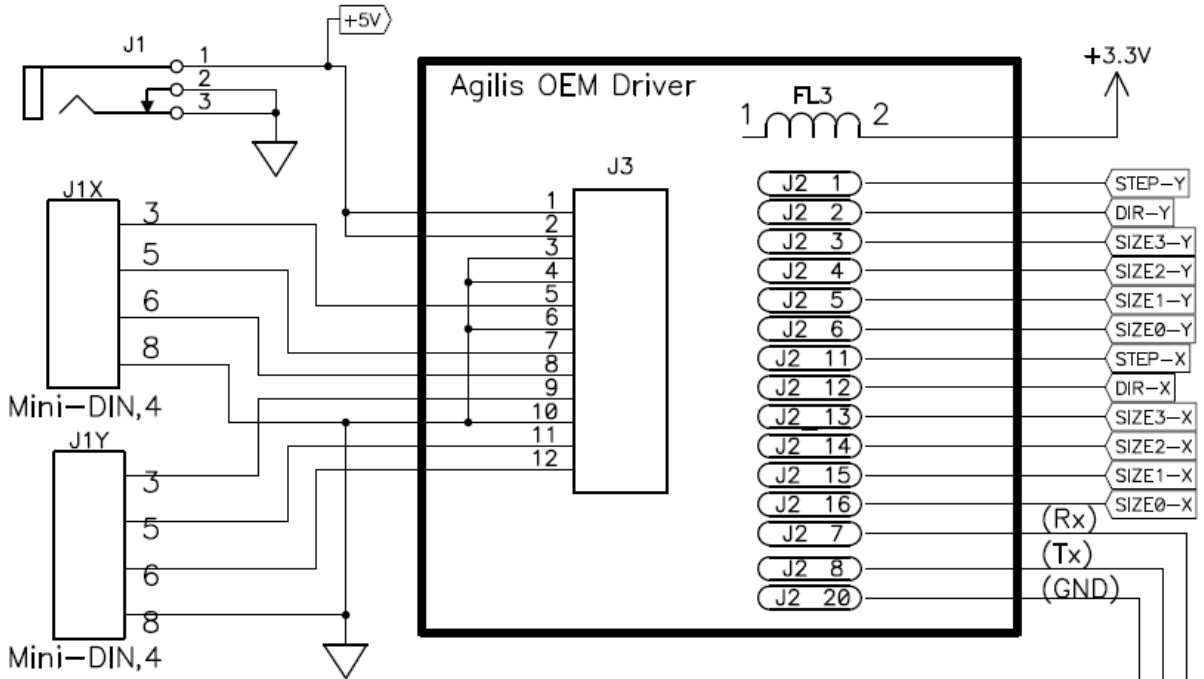 +5V
J1
1
2
3
Agilis OEM Driver
+3.3V
FL3
1 2
J3
J1X
3
5
6
8
Mini-DIN,4
J1Y
3
5
6
8
Mini-DIN,4
1
2
3
4
5
6
7
8
9
10
11
12
J2 1 STEP-Y
J2 2 DIR-Y
J2 3 SIZE3-Y
J2 4 SIZE2-Y
J2 5 SIZE1-Y
J2 6 SIZE0-Y
J2 11 STEP-X
J2 12 DIR-X
J2 13 SIZE3-X
J2 14 SIZE2-X
J2 15 SIZE1-X
J2 16 SIZE0-X
J2 7 (Rx)
J2 8 (Tx)
J2 20 (GND)